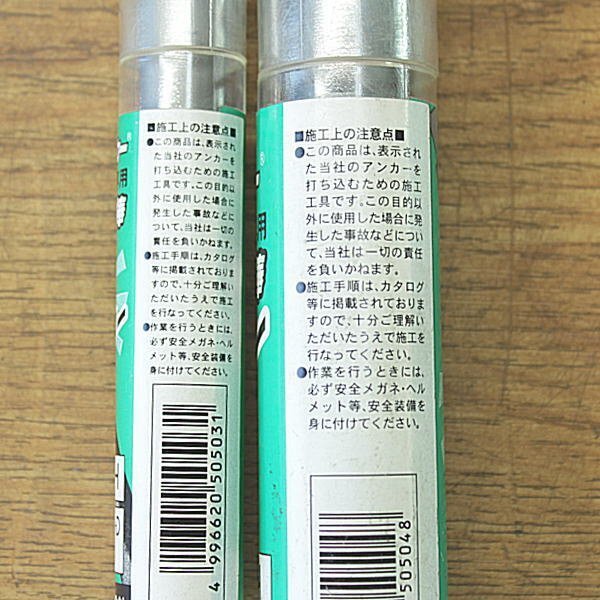 ■施工上の注意点■
●この商品は、表示され
た当社のアンカーを
打ち込むための施工
工具です。この目的以
外に使用した場合に
発生した事故などに
ついて、当社は一切の
責任を負いかねます。
●施工手順は、カタログ
等に掲載されておりま
すので、十分ご理解い
ただいたうえで施工
を行なってください。
●作業を行うときには、
必ず安全メガネ・ヘル
メット等、安全装備を
身に付けてください。
4 996620 505031
用
■施工上の注意点■
●この商品は、表示され
た当社のアンカーを
打ち込むための施工
工具です。この目的以
外に使用した場合に発
生した事故などについ
て、当社は一切の責任
を負いかねます。
●施工手順は、カタログ
等に掲載されておりま
すので、十分ご理解い
ただいたうえで施工を
行なってください。
●作業を行うときには、
必ず安全メガネ・ヘル
メット等、安全装備を
身に付けてください。
505048
用